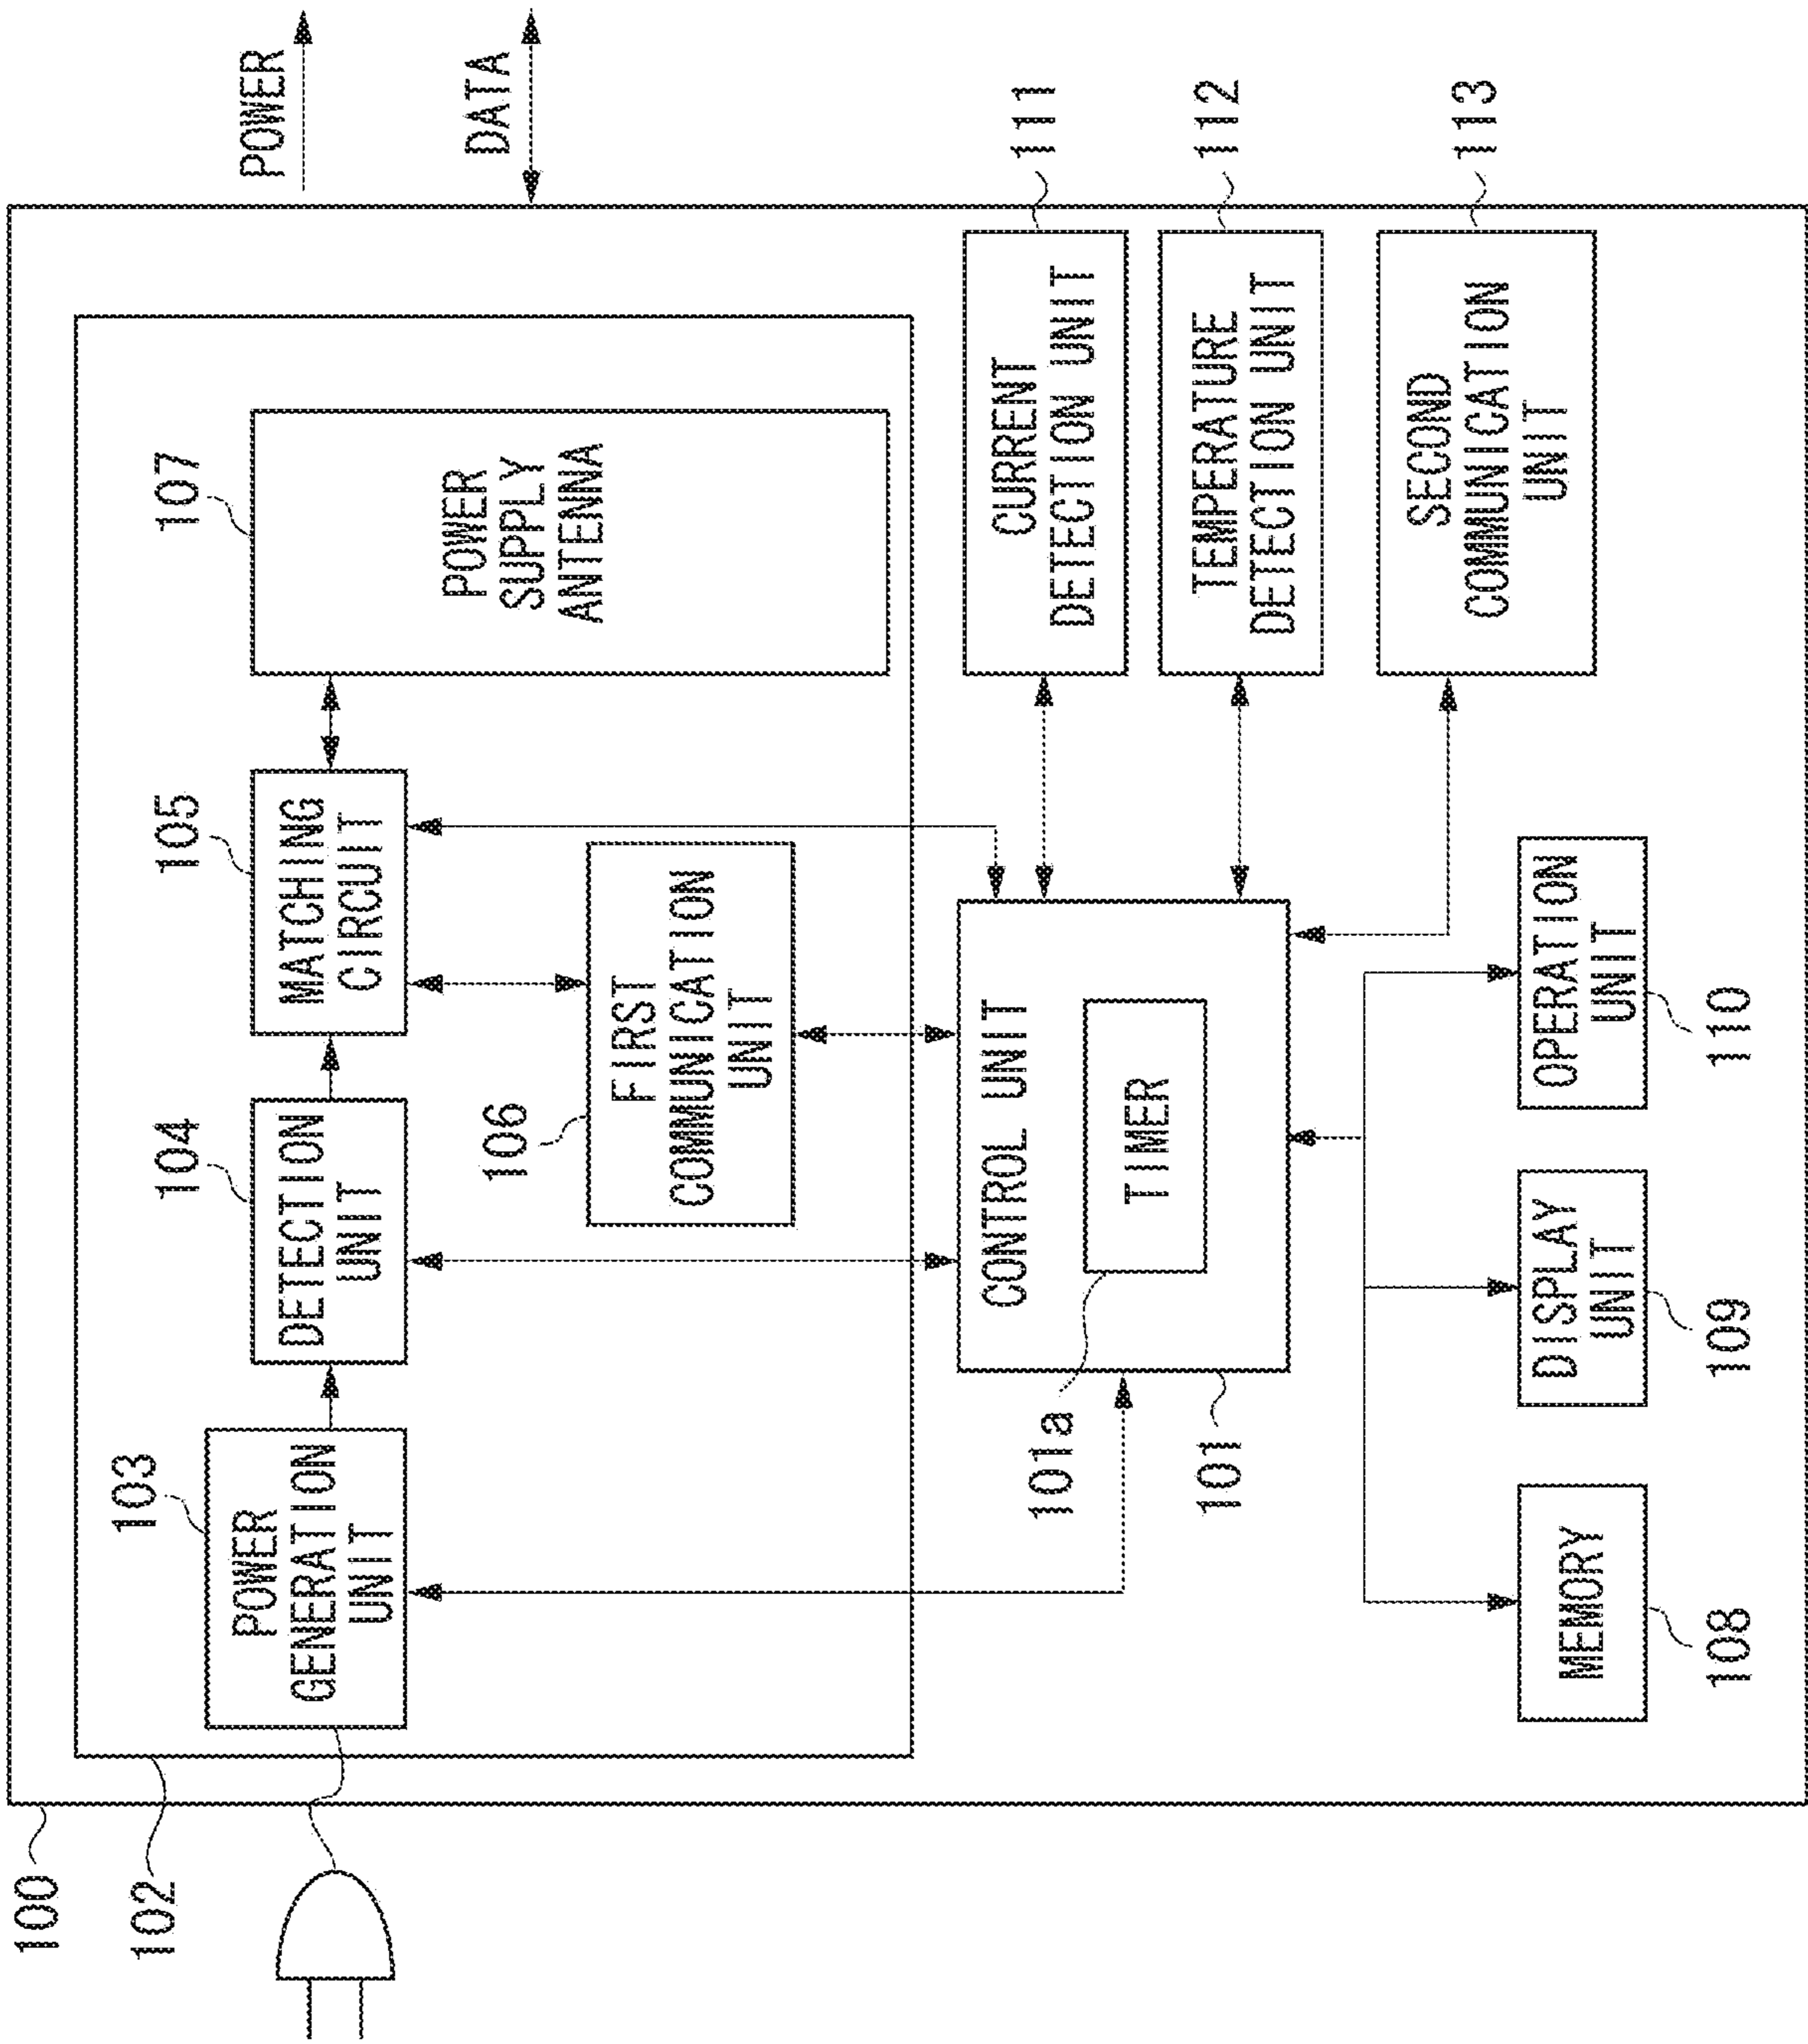 100
102
103
POWER
GENERATION
UNIT
104
DETECTION
UNIT
105
MATCHING
CIRCUIT
107
POWER
SUPPLY
ANTENNA
POWER
DATA
106
FIRST
COMMUNICATION
UNIT
101a
101
CONTROL UNIT
TIMER
CURRENT
DETECTION UNIT
111
TEMPERATURE
DETECTION UNIT
112
SECOND
COMMUNICATION
UNIT
113
MEMORY
108
DISPLAY
UNIT
109
OPERATION
UNIT
110